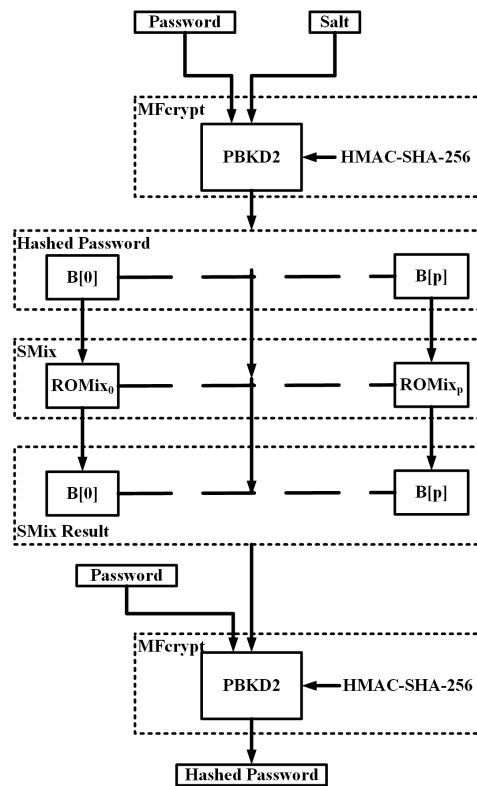 Password
Salt
MFcrypt
PBKD2
HMAC-SHA-256
Hashed Password
B[0]
B[p]
SMix
ROMix0
ROMixp
B[0]
B[p]
SMix Result
Password
MFcrypt
PBKD2
HMAC-SHA-256
Hashed Password